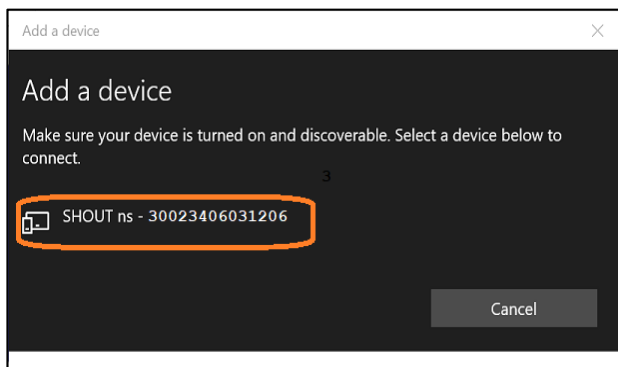 Add a device
Add a device
Make sure your device is turned on and discoverable. Select a device below to
connect.
3
SHOUT ns - 30023406031206
Cancel